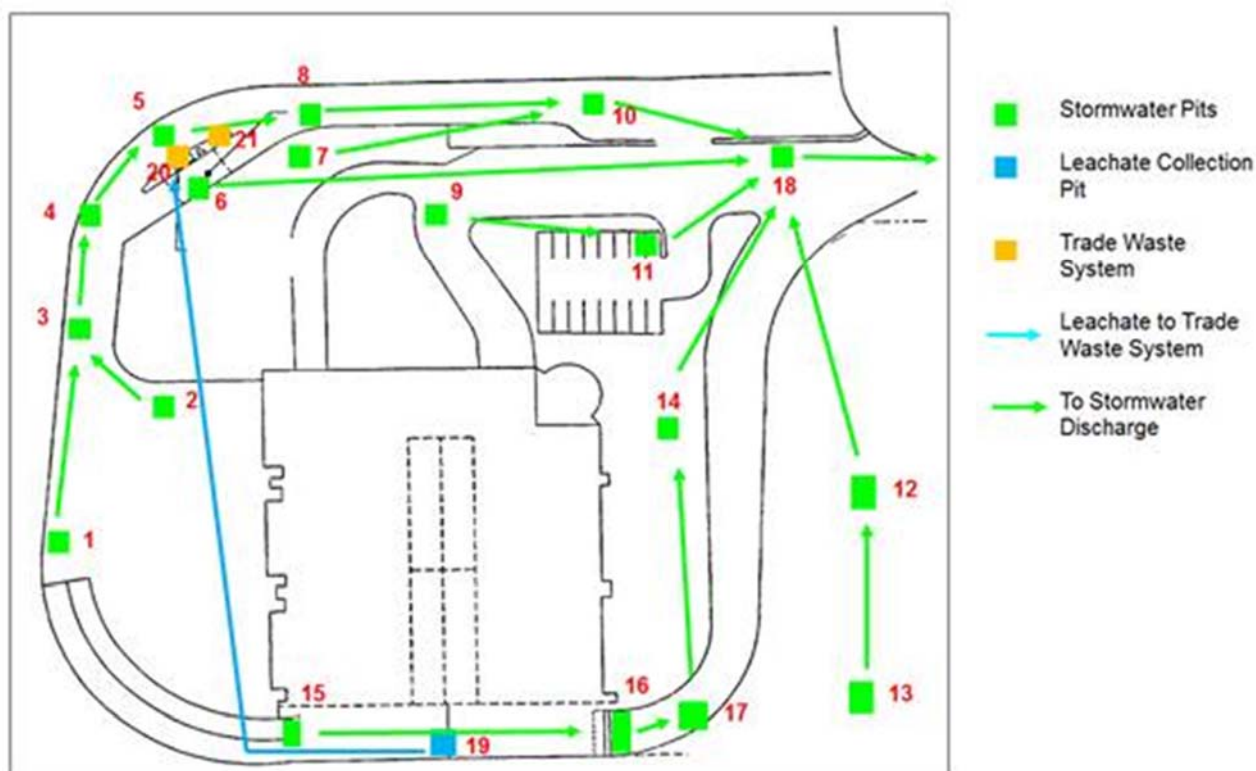 8
5
10
21
7
20
6
18
4
9
11
3
2
14
12
1
15
16
13
17
19
Stormwater Pits
Leachate Collection
Pit
Trade Waste
System
Leachate to Trade
Waste System
To Stormwater
Discharge